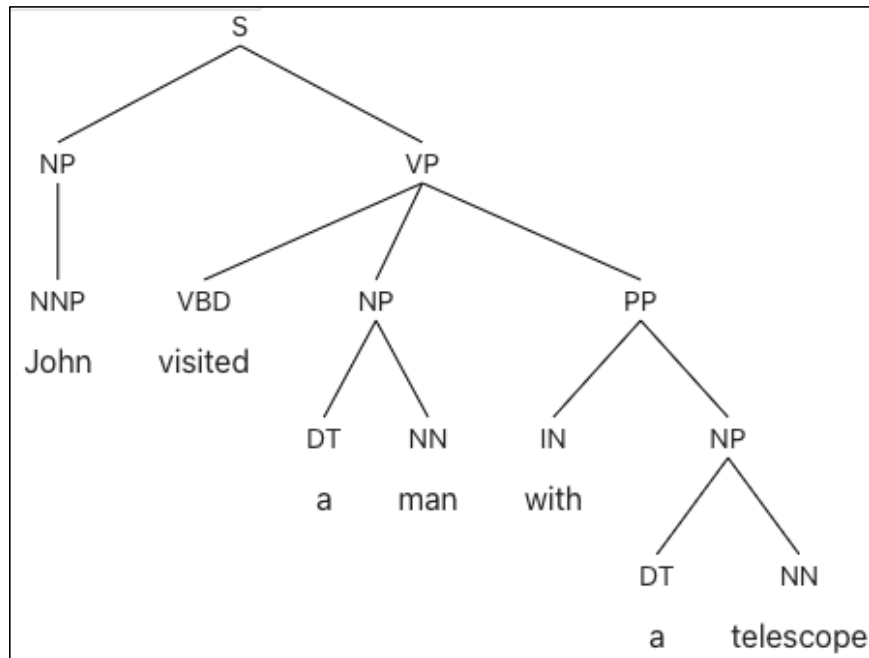 S
NP VP
NNP VBD NP PP
John visited
DT NN IN NP
a man with
DT NN
a telescope